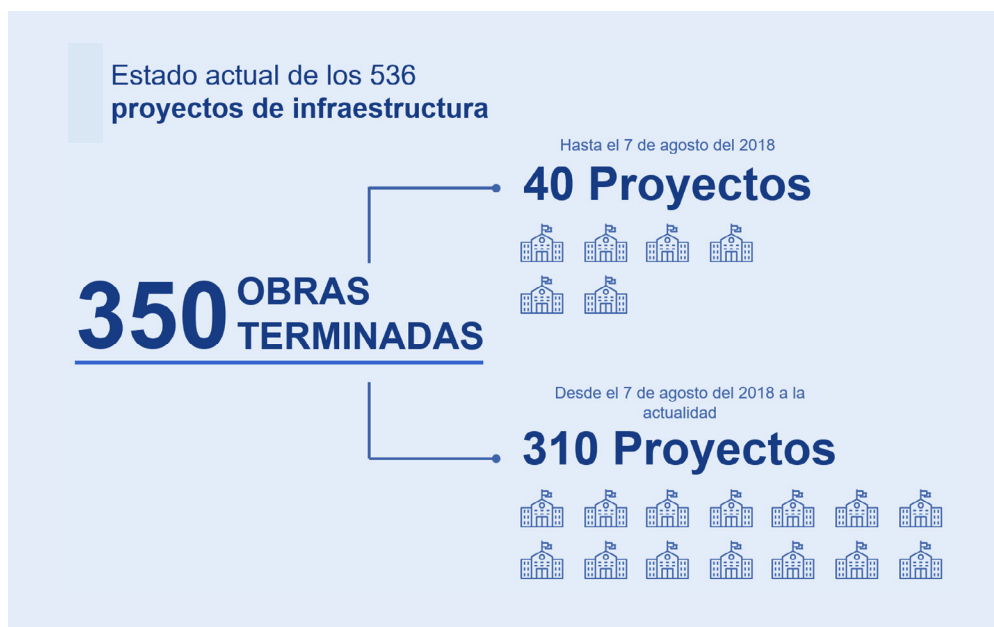 Estado actual de los 536
proyectos de infraestructura
Hasta el 7 de agosto del 2018
40 Proyectos
350 OBRAS
TERMINADAS
Desde el 7 de agosto del 2018 a la
actualidad
310 Proyectos